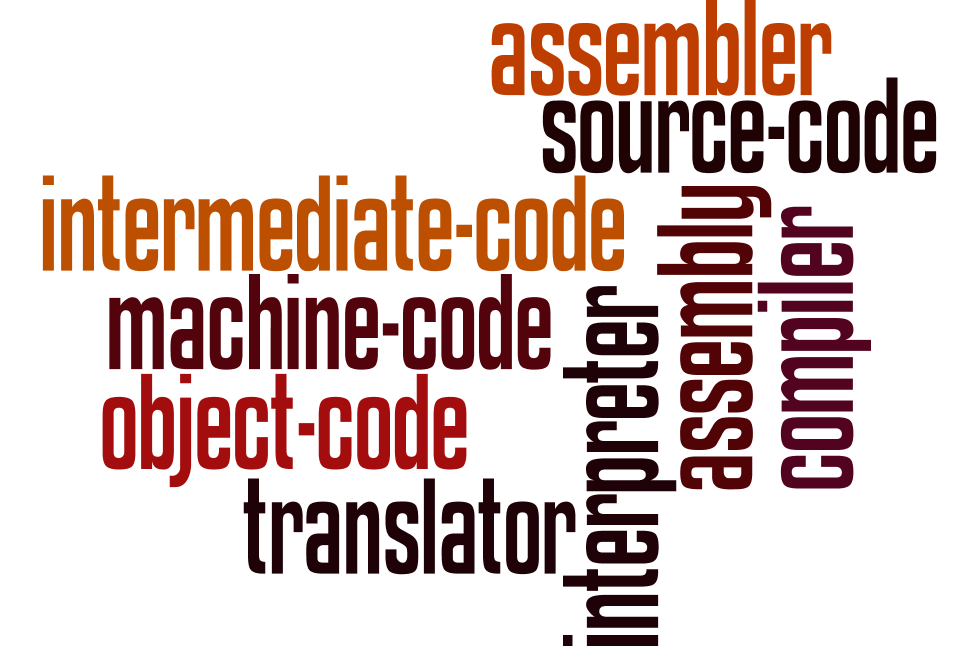 assembler
source-code
intermediate-code
machine-code
object-code
translator
interpreter
assembly
compiler